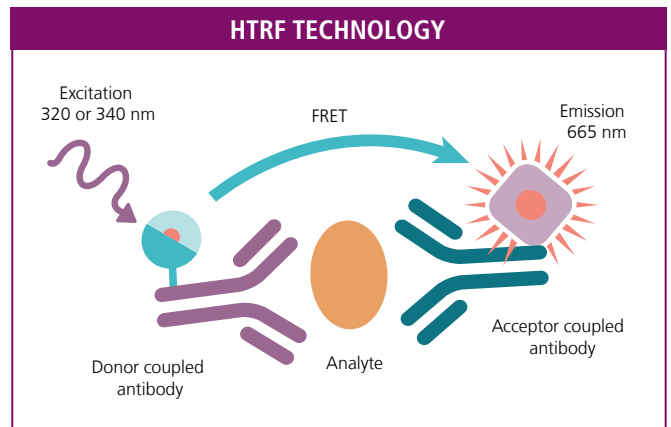 HTRF TECHNOLOGY
Excitation
320 or 340 nm
FRET
Emission
665 nm
Donor coupled
antibody
Analyte
Acceptor coupled
antibody